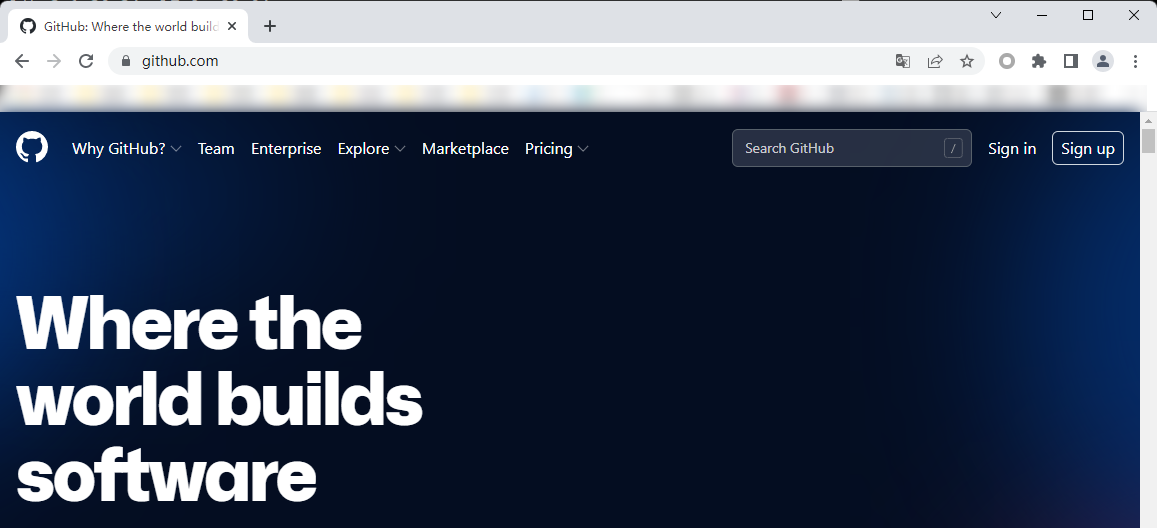 GitHub: Where the world build
github.com
Why GitHub?
Team
Enterprise
Explore
Marketplace
Pricing
Search GitHub
/
Sign in
Sign up
Where the
world builds
software